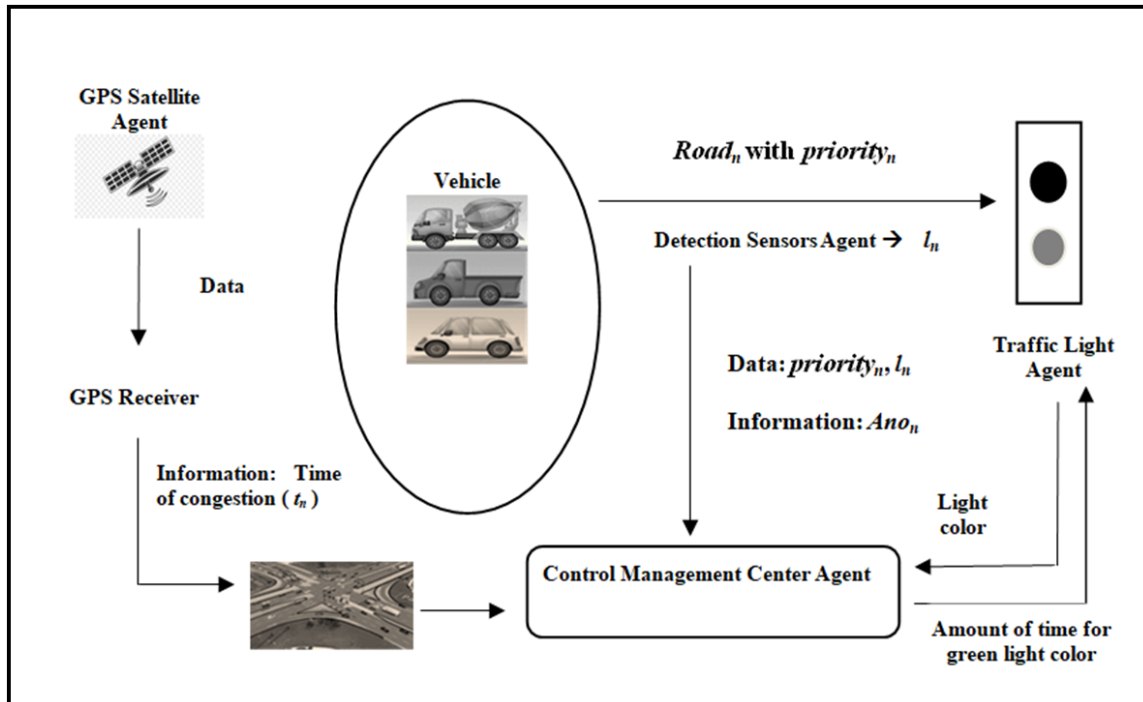 GPS Satellite
Agent
Data
GPS Receiver
Information: Time
of congestion ( tₙ )
Vehicle
Roadₙ with priorityₙ
Detection Sensors Agent → lₙ
Data: priorityₙ, lₙ
Information: Anoₙ
Traffic Light
Agent
Light
color
Control Management Center Agent
Amount of time for
green light color